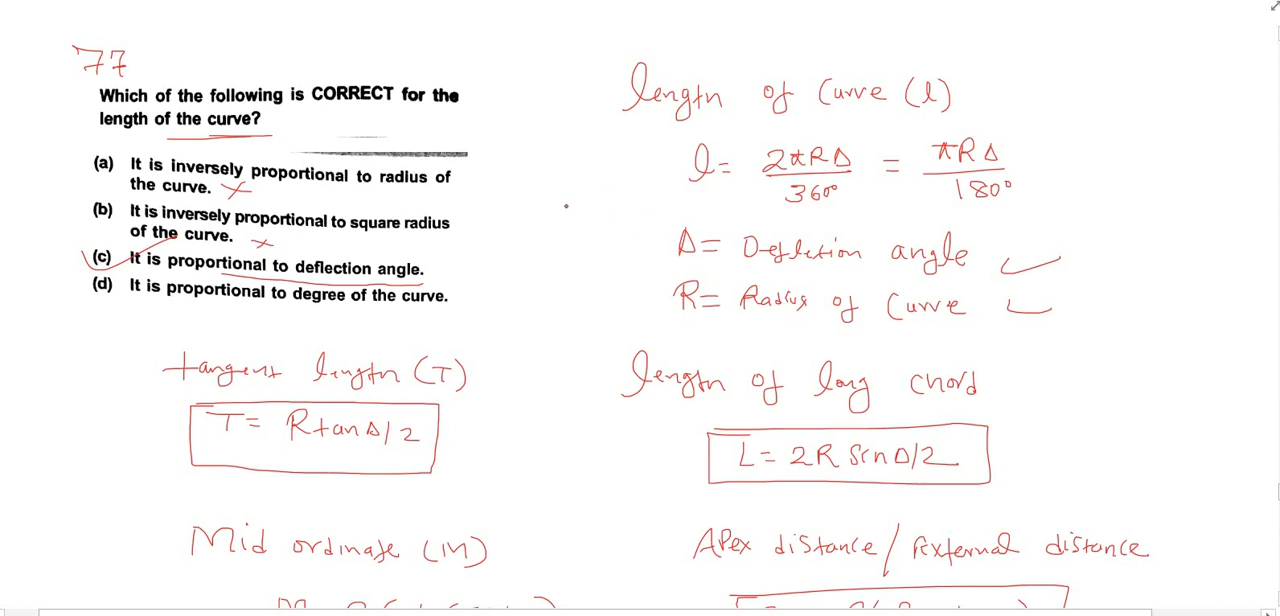 77
Which of the following is CORRECT for the
length of the curve?
(a) It is inversely proportional to radius of
the curve.
(b) It is inversely proportional to square radius
of the curve.
(c) It is proportional to deflection angle.
(d) It is proportional to degree of the curve.
length of Curve (l)
l = 2πRΔ / 360° = πRΔ / 180°
Δ = Defletion angle
R = Radius of Curve
tangent length (T)
T = R tan Δ/2
length of long chord
L = 2R Sin Δ/2
Mid ordinate (M)
Apex distance / External distance